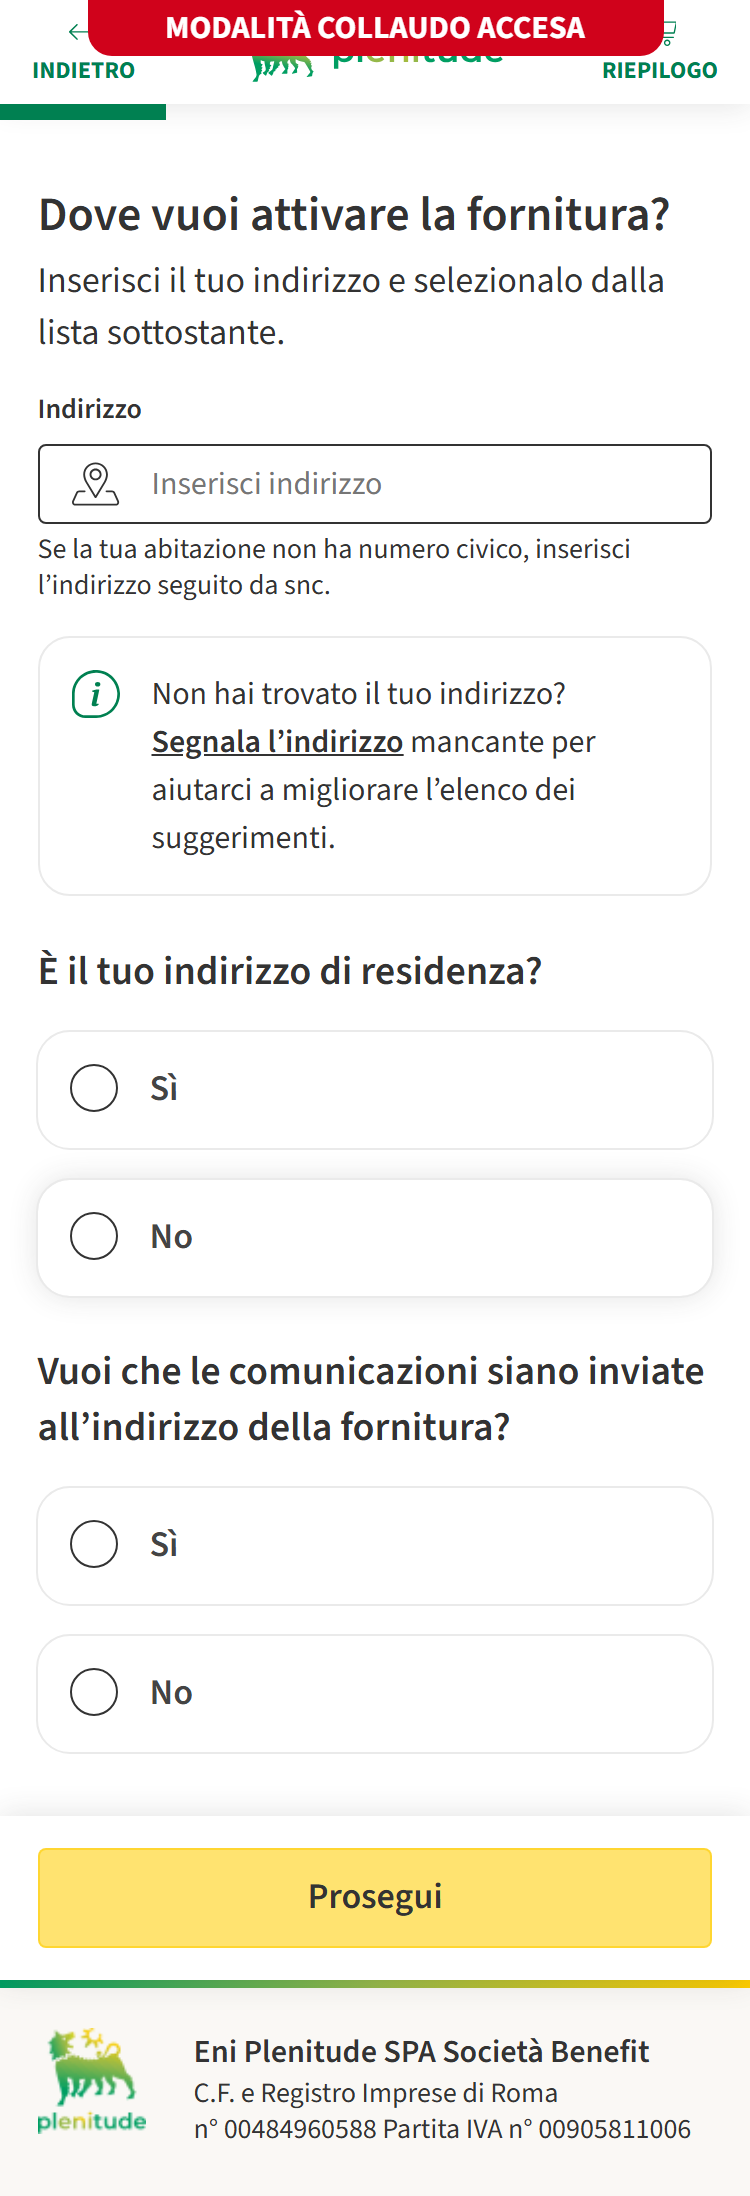 MODALITÀ COLLAUDO ACCESA
INDIETRO
plenitude
RIEPILOGO
Dove vuoi attivare la fornitura?
Inserisci il tuo indirizzo e selezionalo dalla
lista sottostante.
Indirizzo
Inserisci indirizzo
Se la tua abitazione non ha numero civico, inserisci
l’indirizzo seguito da snc.
Non hai trovato il tuo indirizzo?
Segnala l’indirizzo mancante per
aiutarci a migliorare l’elenco dei
suggerimenti.
È il tuo indirizzo di residenza?
Sì
No
Vuoi che le comunicazioni siano inviate
all’indirizzo della fornitura?
Sì
No
Prosegui
Eni Plenitude SPA Società Benefit
C.F. e Registro Imprese di Roma
n° 00484960588 Partita IVA n° 00905811006
plenitude